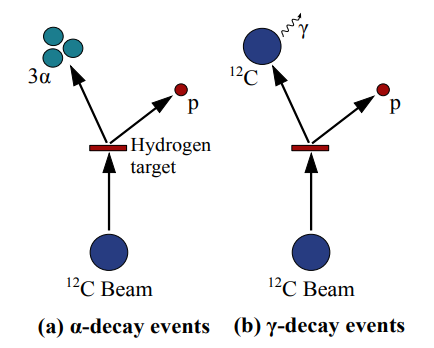 3α
p
Hydrogen
target
¹²C Beam
(a) α-decay events
γ
¹²C
p
¹²C Beam
(b) γ-decay events